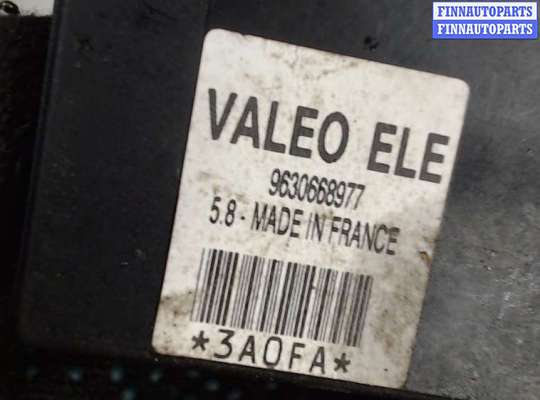 FINNAUTOPARTS
FINNAUTOPARTS
VALEO ELE
9630668977
5.8 - MADE IN FRANCE
*3A0FA*